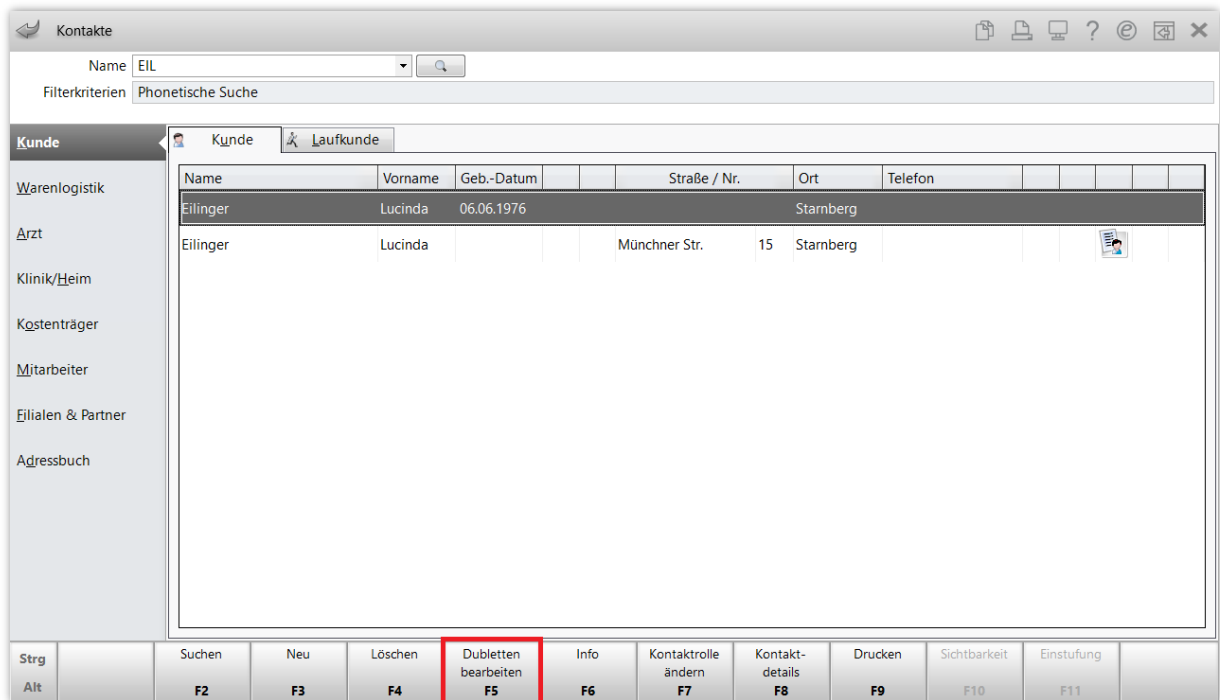 Kontakte
Name EIL
Filterkriterien Phonetische Suche
Kunde
Warenlogistik
Arzt
Klinik/Heim
Kostenträger
Mitarbeiter
Filialen & Partner
Adressbuch
Kunde Laufkunde
Name Vorname Geb.-Datum Straße / Nr. Ort Telefon
Eilinger Lucinda 06.06.1976 Starnberg
Eilinger Lucinda Münchner Str. 15 Starnberg
Strg
Alt
Suchen
F2
Neu
F3
Löschen
F4
Dubletten
bearbeiten
F5
Info
F6
Kontaktrolle
ändern
F7
Kontakt-
details
F8
Drucken
F9
Sichtbarkeit
F10
Einstufung
F11